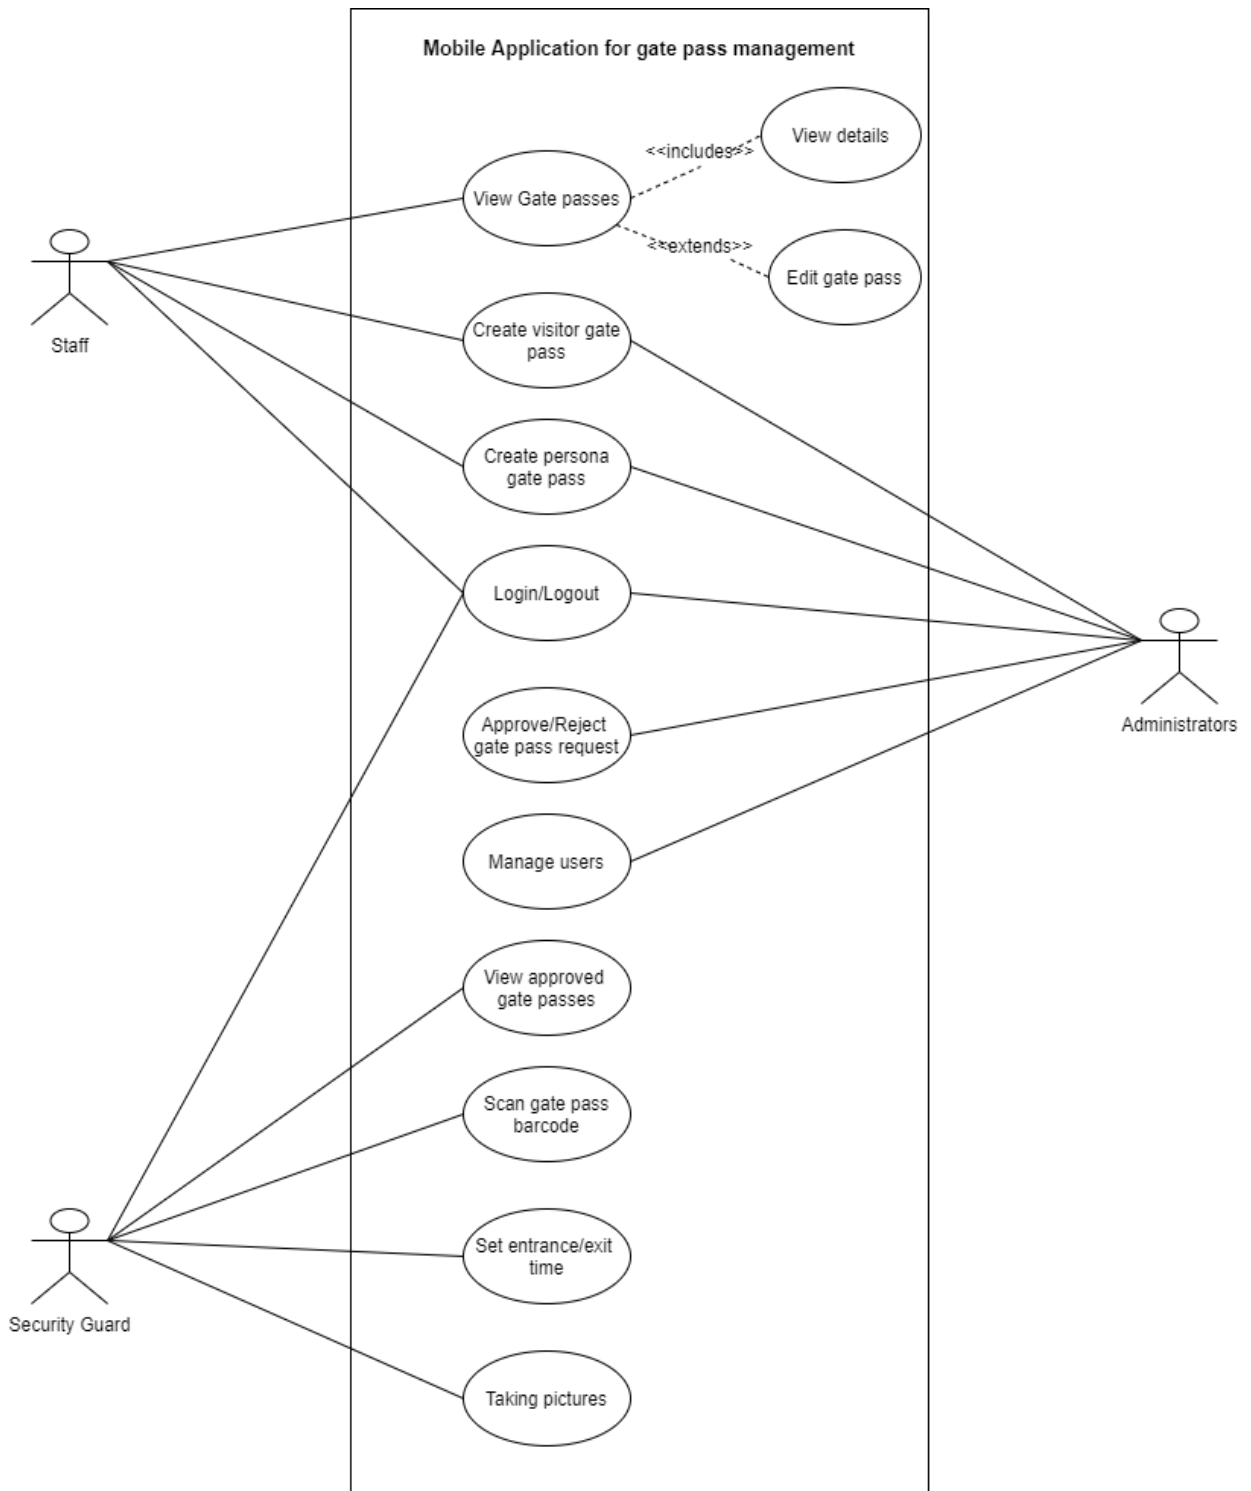 Mobile Application for gate pass management
View details
<<includes>>
View Gate passes
<<extends>>
Edit gate pass
Staff
Create visitor gate
pass
Create persona
gate pass
Login/Logout
Approve/Reject
gate pass request
Administrators
Manage users
View approved
gate passes
Scan gate pass
barcode
Set entrance/exit
time
Security Guard
Taking pictures